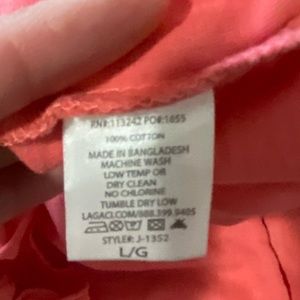 RN#:113242 PO#:1855
100% COTTON
MADE IN BANGLADESH
MACHINE WASH
LOW TEMP OR
DRY CLEAN
NO CHLORINE
TUMBLE DRY LOW
LAGACI.COM/888.399.9405
STYLE#: J-1352
L/G